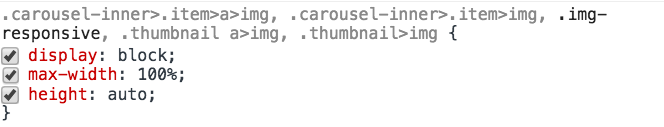 .carousel-inner>.item>a>img, .carousel-inner>.item>img, .img-
responsive, .thumbnail a>img, .thumbnail>img {
display: block;
max-width: 100%;
height: auto;
}